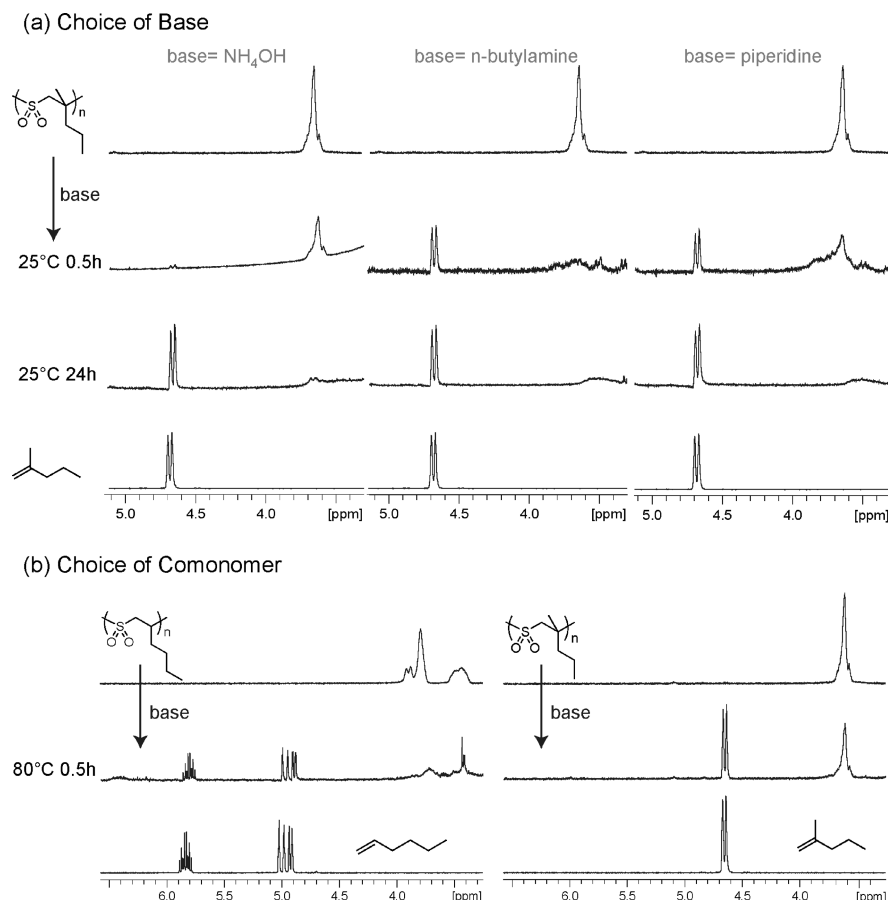 (a) Choice of Base
base= NH4OH
base= n-butylamine
base= piperidine
S
O
O
n
base
25°C 0.5h
25°C 24h
5.0 4.5 4.0 [ppm]
5.0 4.5 4.0 [ppm]
5.0 4.5 4.0 [ppm]
(b) Choice of Comonomer
S
O
O
n
S
O
O
n
base
base
80°C 0.5h
6.0 5.5 5.0 4.5 4.0 [ppm]
6.0 5.5 5.0 4.5 4.0 [ppm]